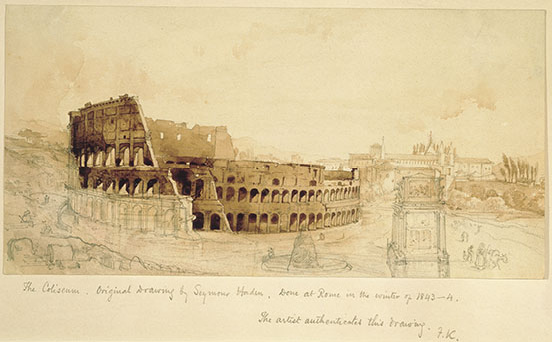 The Coliseum. Original Drawing by Seymour Haden. Done at Rome in the winter of 1843-4.
The artist authenticates this drawing. F.K.